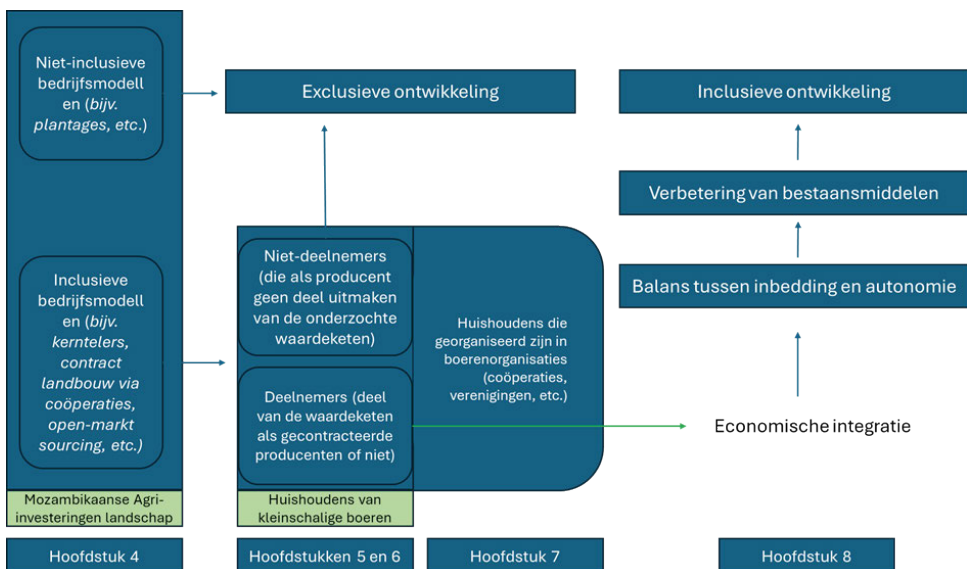 Niet-inclusieve
bedrijfsmodell
en (bijv.
plantages, etc.)
Exclusieve ontwikkeling
Inclusieve ontwikkeling
Verbetering van bestaansmiddelen
Balans tussen inbedding en autonomie
Inclusieve
bedrijfsmodell
en (bijv.
kerntelers,
contract
landbouw via
coöperaties,
open-markt
sourcing, etc.)
Niet-deelnemers
(die als producent
geen deel uitmaken
van de onderzochte
waardeketen)
Deelnemers (deel
van de waardeketen
als gecontracteerde
producenten of niet)
Huishoudens die
georganiseerd zijn in
boerenorganisaties
(coöperaties,
verenigingen, etc.)
Economische integratie
Mozambikaanse Agri-
investeringen landschap
Huishoudens van
kleinschalige boeren
Hoofdstuk 4
Hoofdstukken 5 en 6
Hoofdstuk 7
Hoofdstuk 8